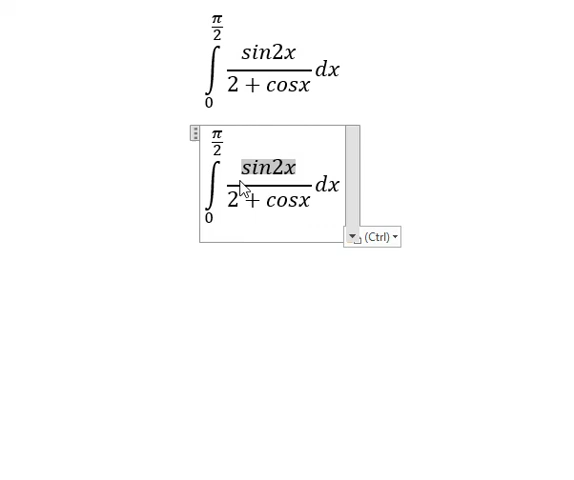 ∫₀^(π/2) sin2x / (2 + cosx) dx
∫₀^(π/2) sin2x / (2 + cosx) dx
(Ctrl)